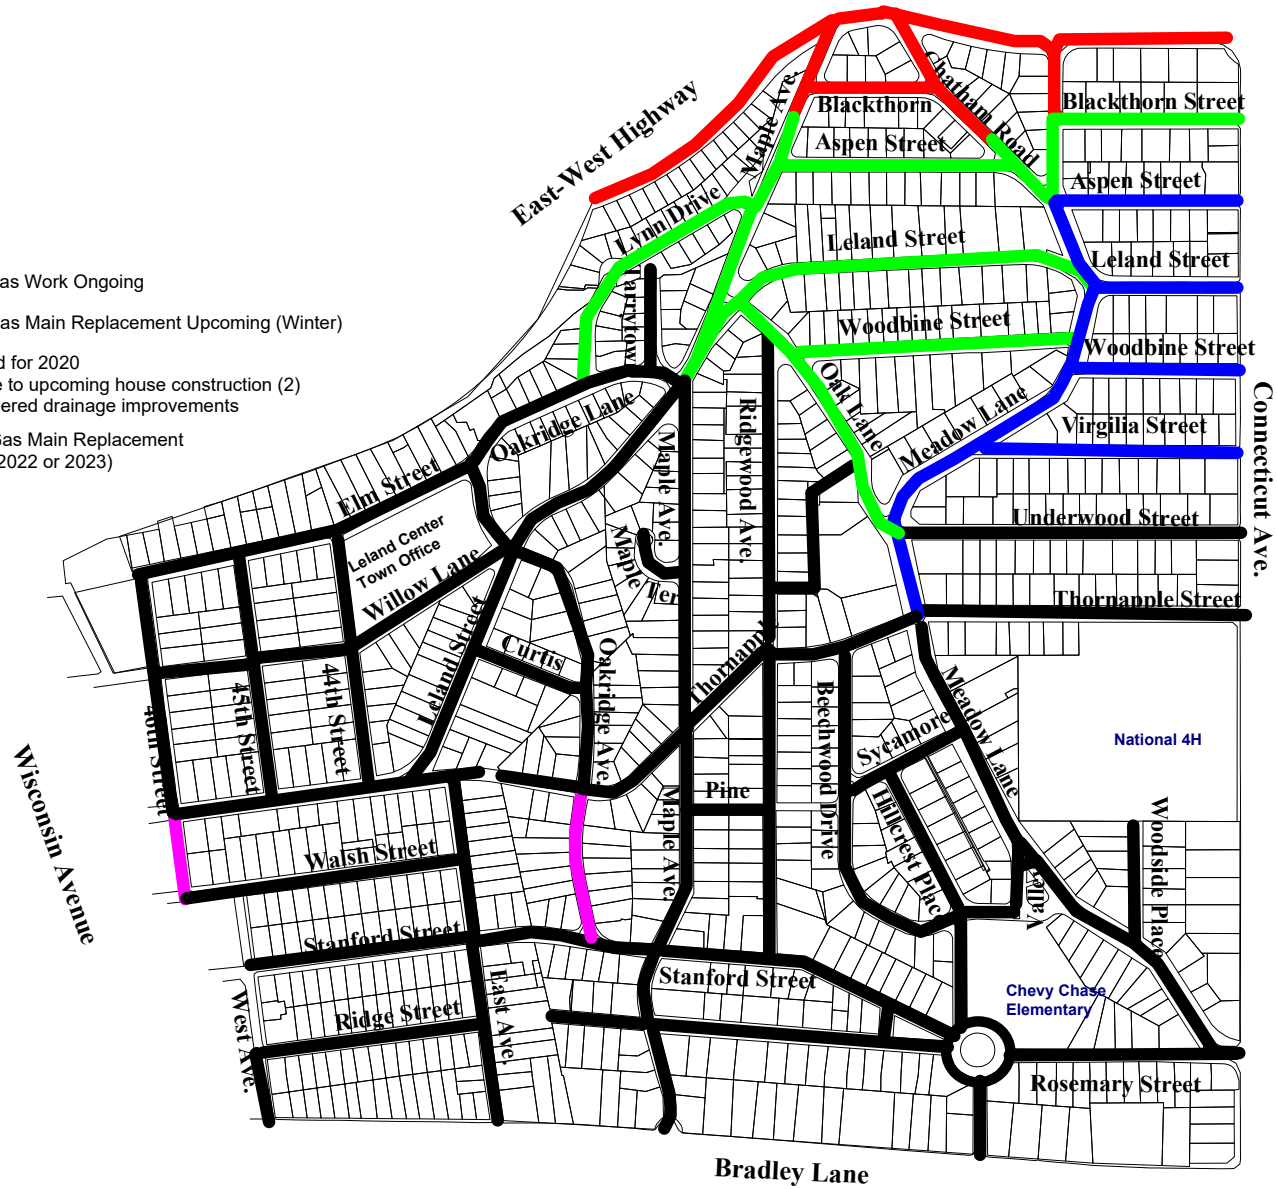 East-West Highway
Maple Ave.
Chatham Road
Blackthorn
Blackthorn Street
Aspen Street
Aspen Street
Lynn Drive
Leland Street
Leland Street
as Work Ongoing
as Main Replacement Upcoming (Winter)
d for 2020
e to upcoming house construction (2)
ered drainage improvements
Gas Main Replacement
2022 or 2023)
Woodbine Street
Woodbine Street
Oak Lane
Oakridge Lane
Meadow Lane
Virgilia Street
Connecticut Ave.
Ridgewood Ave.
Maple Ave.
Elm Street
Leland Center
Town Office
Willow Lane
Maple Ter
Underwood Street
Thornapple Street
Leland Street
Curtis
Oakridge Ave.
Thornapple
45th Street
44th Street
46th Street
Beechwood Drive
Sycamore
Meadow Lane
National 4H
Wisconsin Avenue
Pine
Maple Ave.
Hillcrest Plac
Woodside Place
Walsh Street
Stanford Street
Stanford Street
Chevy Chase
Elementary
West Ave.
Ridge Street
East Ave.
Rosemary Street
Bradley Lane